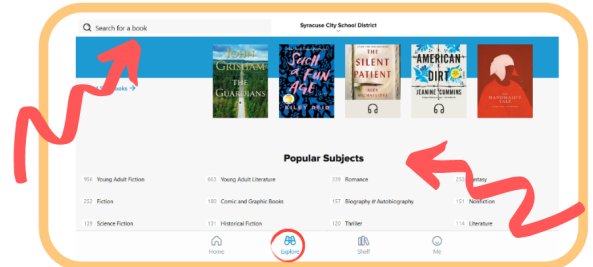 Search for a book
Syracuse City School District
JOHN
GRISHAM
THE
GUARDIANS
Such
a FUN
AGE
KILEY REID
THE
SILENT
PATIENT
ALEX
MICHAELIDES
AMERICAN
DIRT
JEANINE CUMMINS
THE
HANDMAID'S
TALE
Popular Subjects
956 Young Adult Fiction
663 Young Adult Literature
339 Romance
Fantasy
252 Fiction
180 Comic and Graphic Books
157 Biography & Autobiography
151 Nonfiction
139 Science Fiction
131 Historical Fiction
122 Thriller
114 Literature
Home
Explore
Shelf
Me